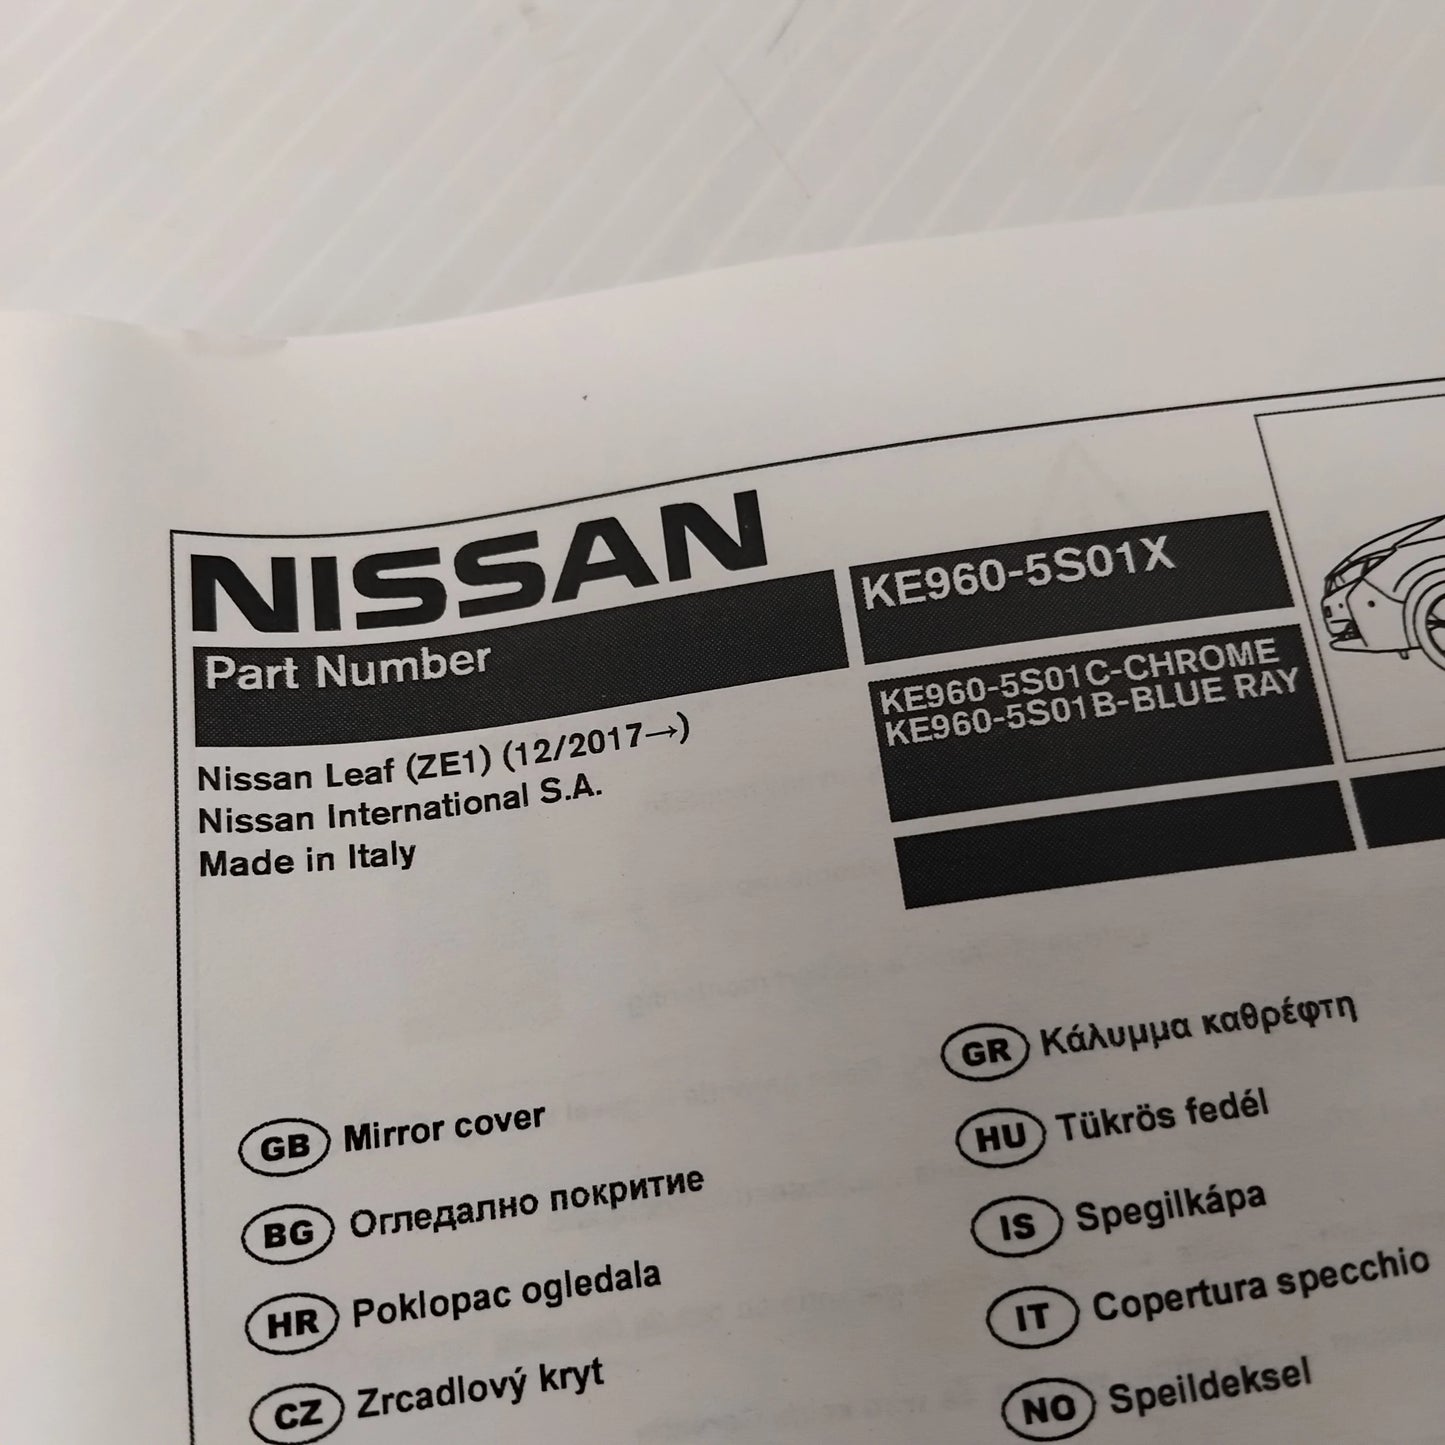 NISSAN
Part Number
KE960-5S01X
KE960-5S01C-CHROME
KE960-5S01B-BLUE RAY
Nissan Leaf (ZE1) (12/2017→)
Nissan International S.A.
Made in Italy
GB Mirror cover
BG Огледално покритие
HR Poklopac ogledala
CZ Zrcadlový kryt
GR Κάλυμμα καθρέφτη
HU Tükrös fedél
IS Spegilkápa
IT Copertura specchio
NO Speildeksel